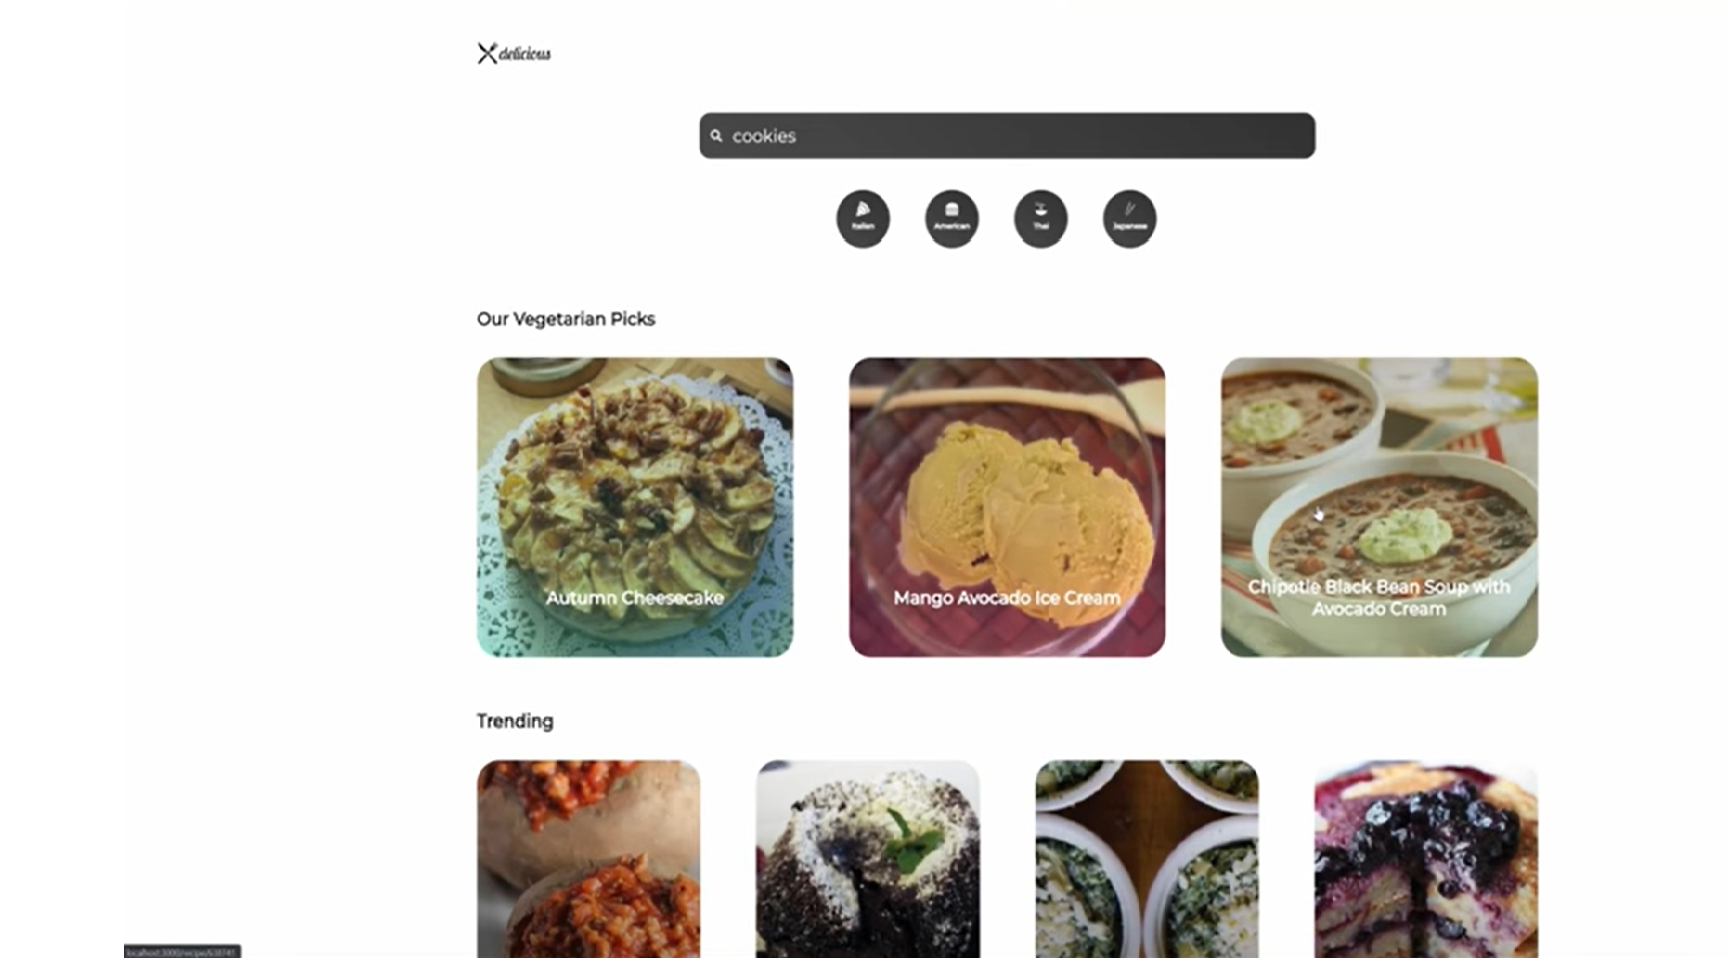 delicious
cookies
Italian
American
Thai
Japanese
Our Vegetarian Picks
Autumn Cheesecake
Mango Avocado Ice Cream
Chipotle Black Bean Soup with
Avocado Cream
Trending